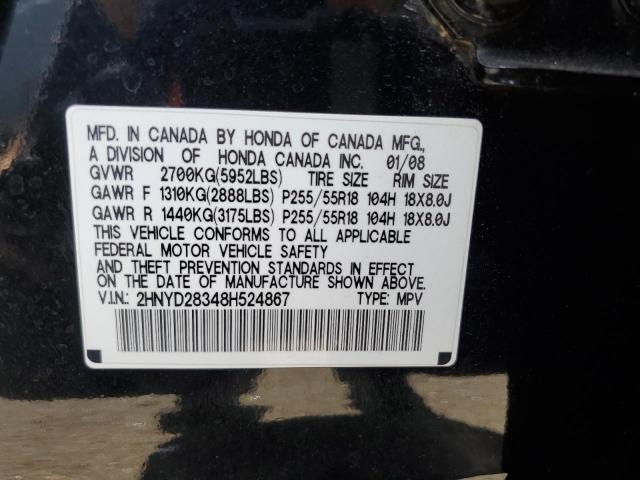 MFD. IN CANADA BY HONDA OF CANADA MFG.,
A DIVISION OF HONDA CANADA INC. 01/08
GVWR 2700KG(5952LBS) TIRE SIZE RIM SIZE
GAWR F 1310KG(2888LBS) P255/55R18 104H 18X8.0J
GAWR R 1440KG(3175LBS) P255/55R18 104H 18X8.0J
THIS VEHICLE CONFORMS TO ALL APPLICABLE
FEDERAL MOTOR VEHICLE SAFETY
AND THEFT PREVENTION STANDARDS IN EFFECT
ON THE DATE OF MANUFACTURE SHOWN ABOVE.
V.I.N.: 2HNYD28348H524867 TYPE: MPV